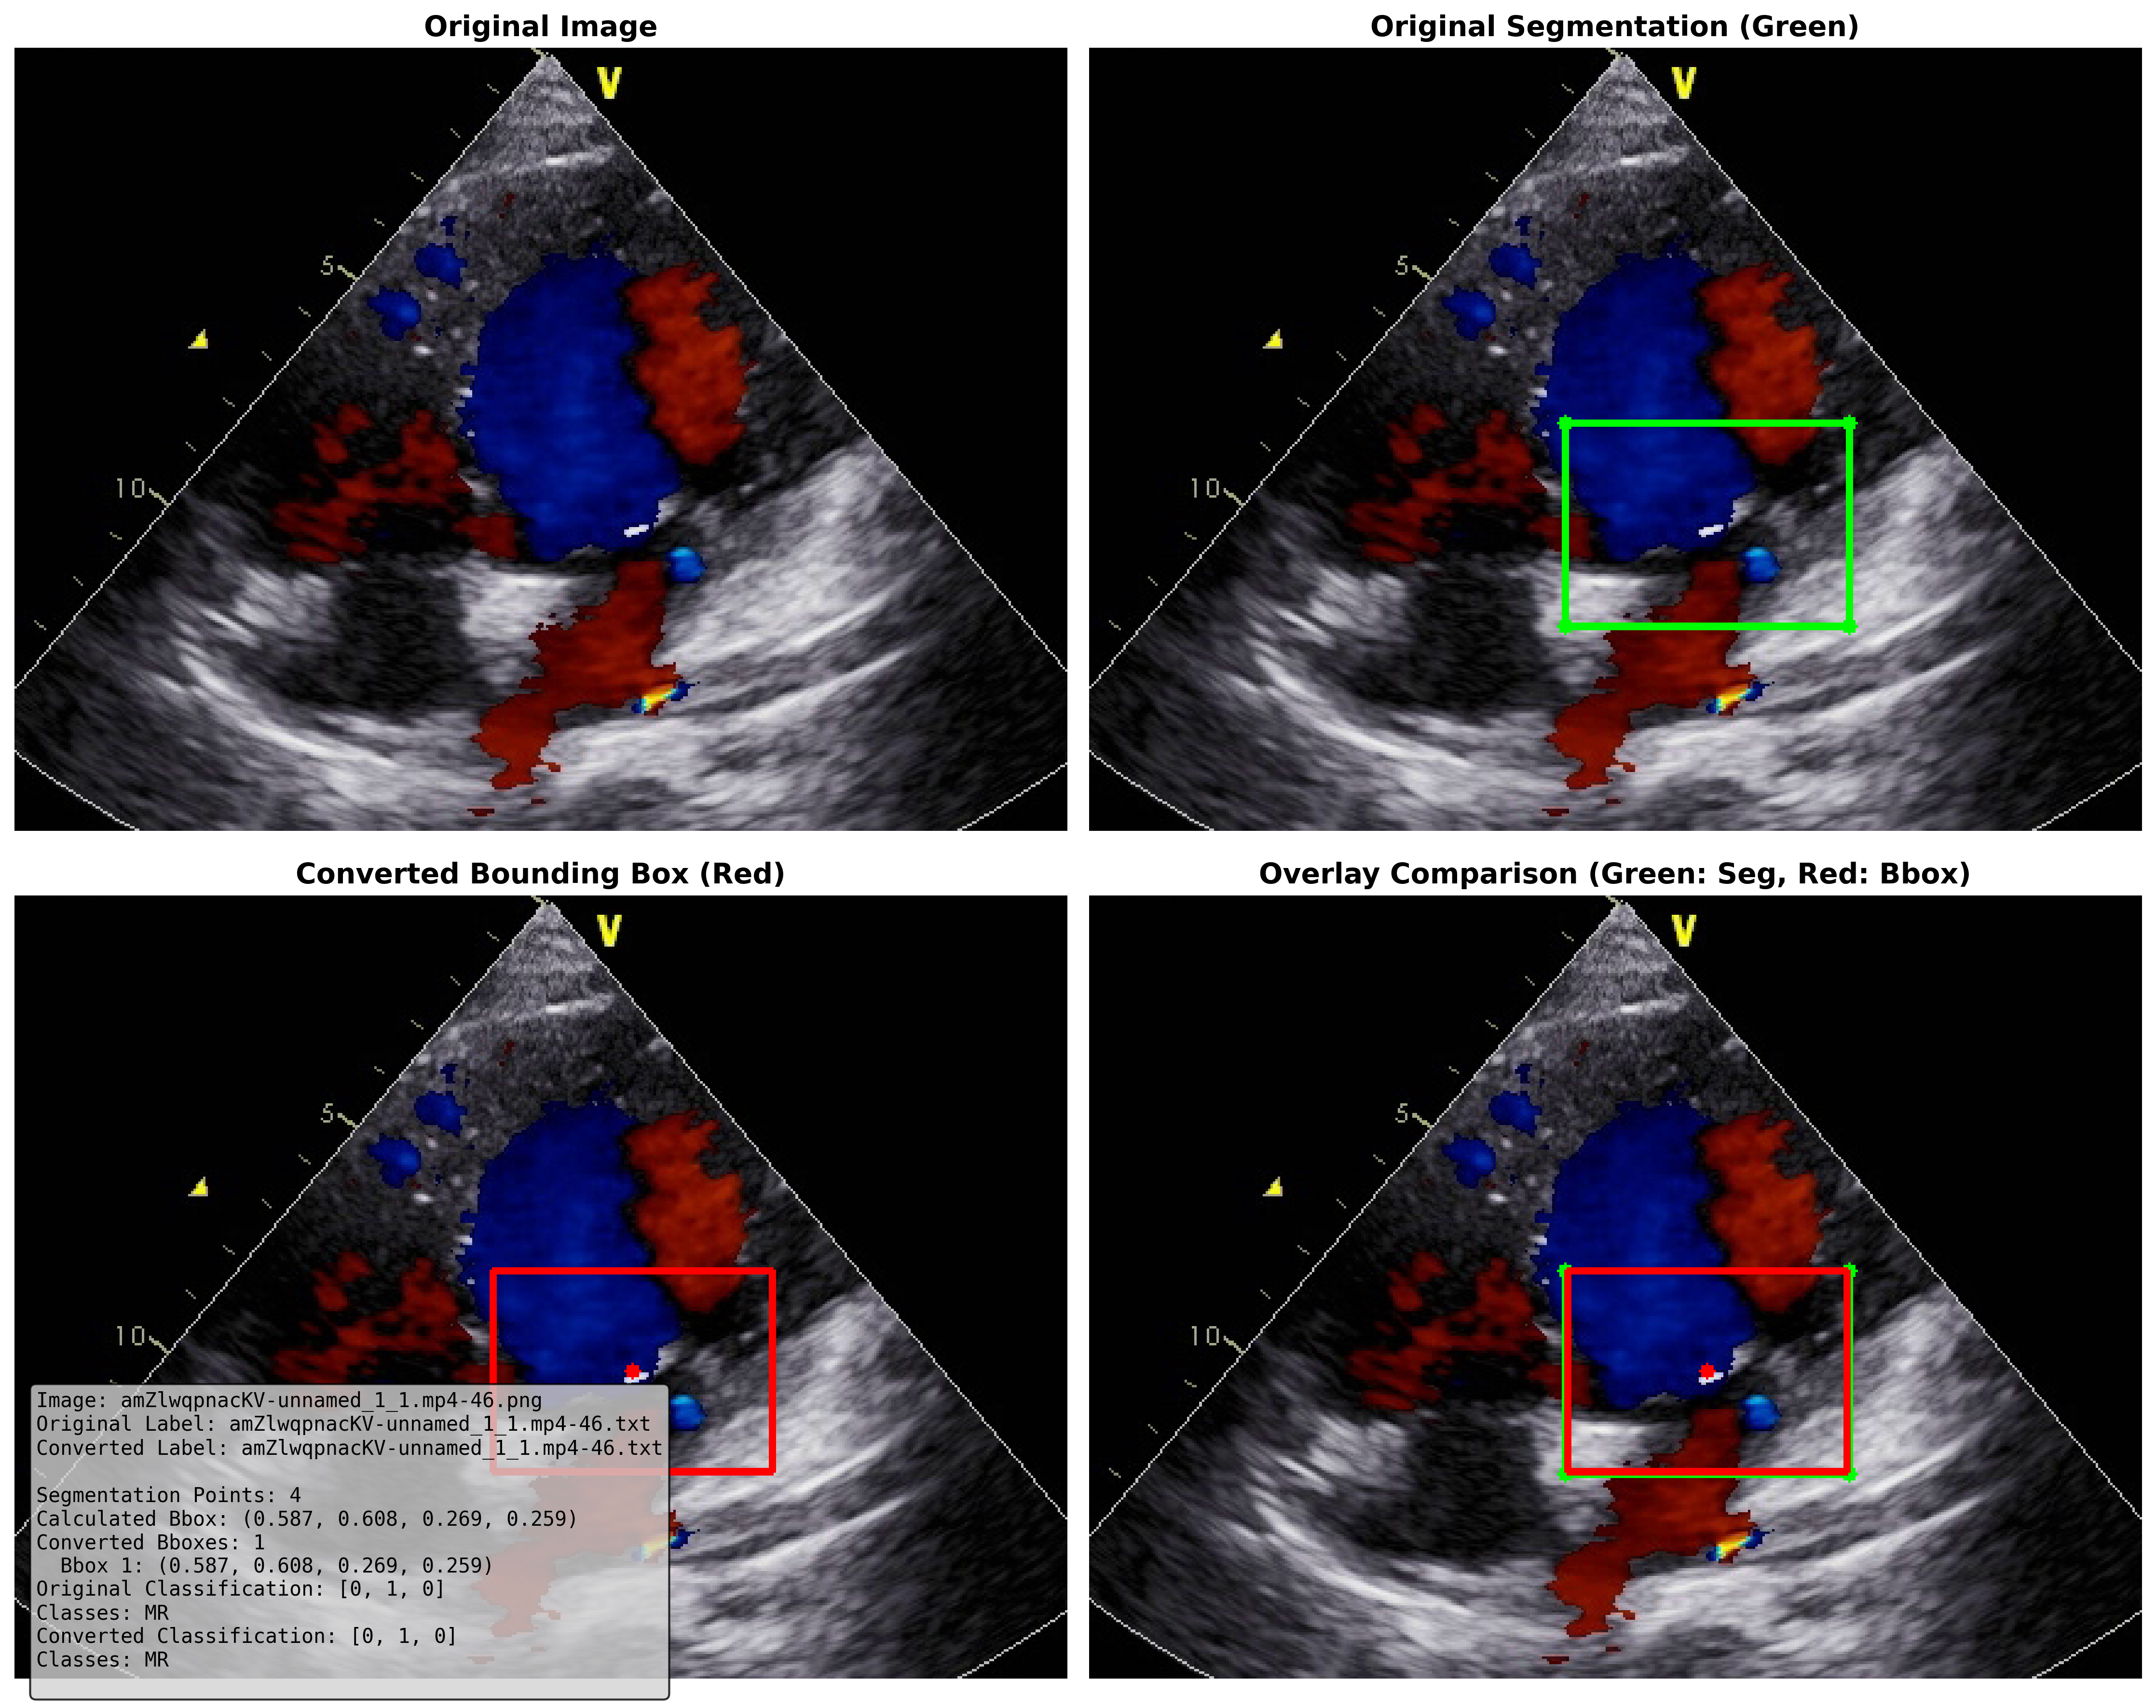 Original Image
V
5
10
Original Segmentation (Green)
V
5
10
Converted Bounding Box (Red)
V
5
10
Image: amZlwqpnacKV-unnamed_1_1.mp4-46.png
Original Label: amZlwqpnacKV-unnamed_1_1.mp4-46.txt
Converted Label: amZlwqpnacKV-unnamed_1_1.mp4-46.txt
Segmentation Points: 4
Calculated Bbox: (0.587, 0.608, 0.269, 0.259)
Converted Bboxes: 1
Bbox 1: (0.587, 0.608, 0.269, 0.259)
Original Classification: [0, 1, 0]
Classes: MR
Converted Classification: [0, 1, 0]
Classes: MR
Overlay Comparison (Green: Seg, Red: Bbox)
V
5
10